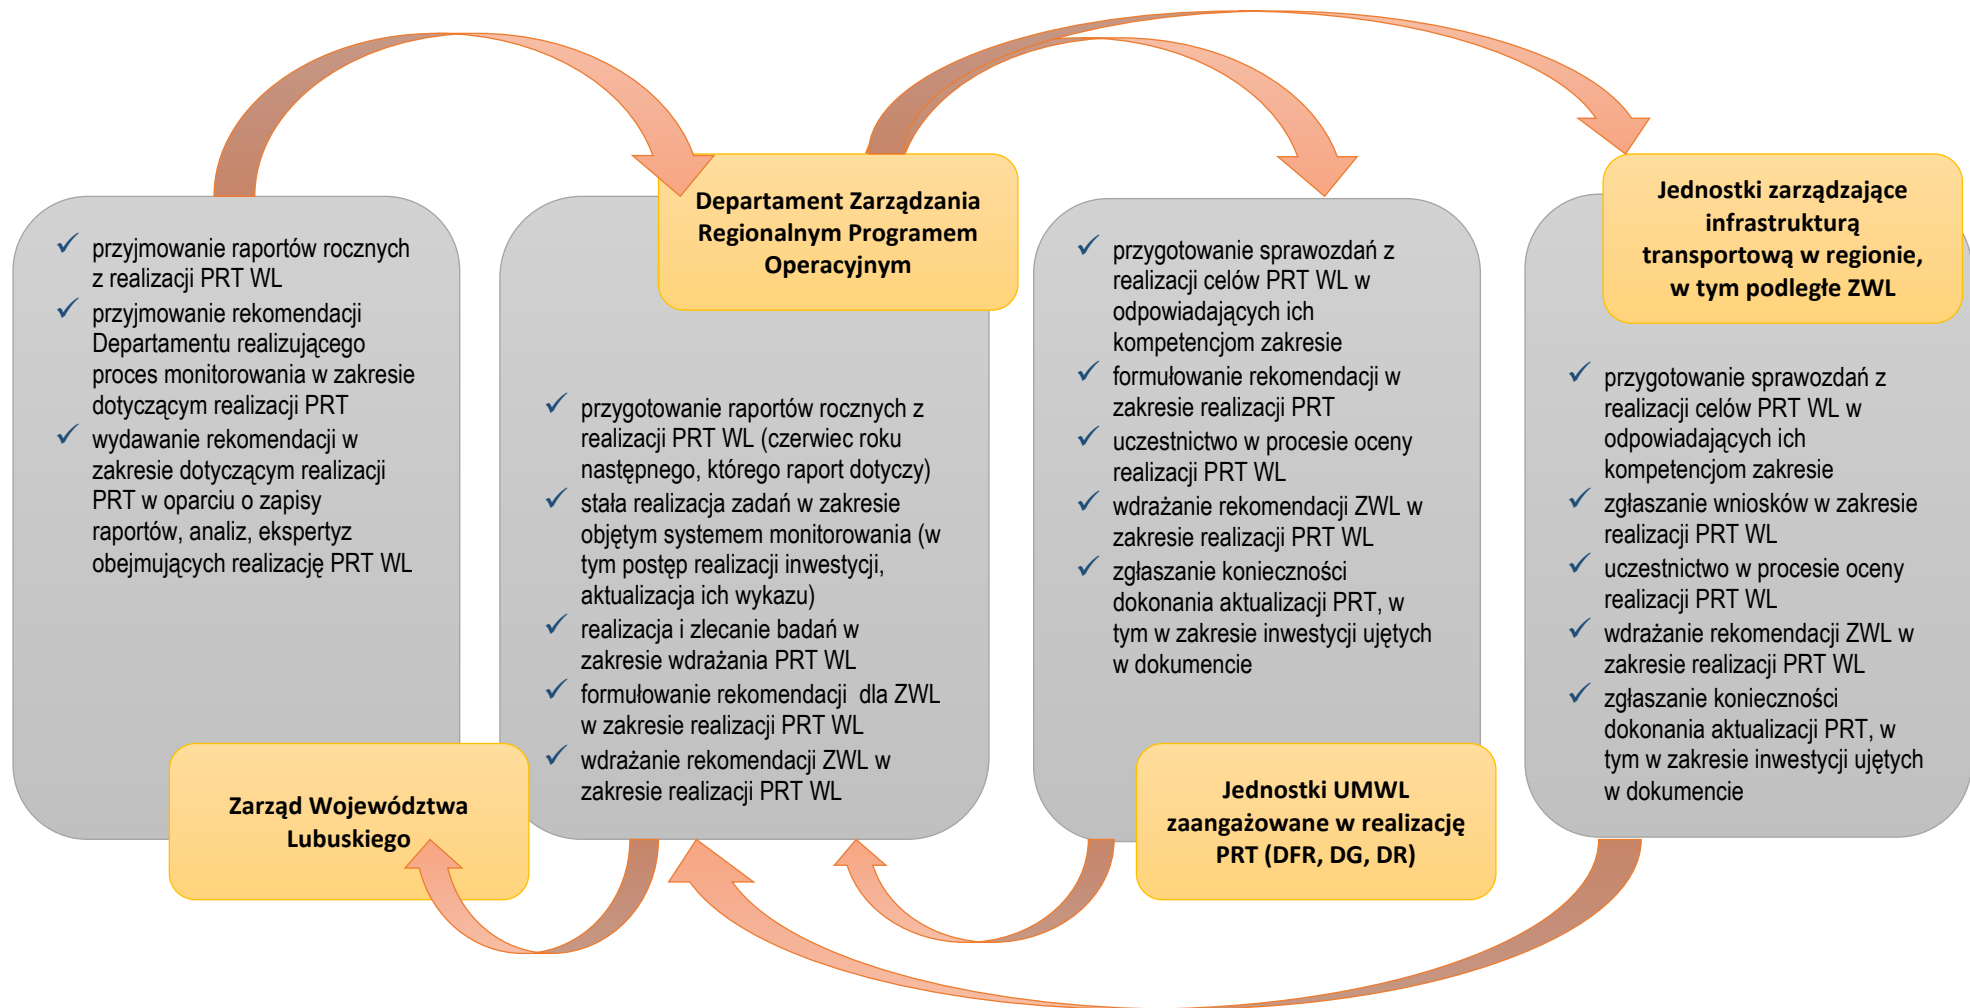 przyjmowanie raportów rocznych
z realizacji PRT WL
przyjmowanie rekomendacji
Departamentu realizującego
proces monitorowania w zakresie
dotyczącym realizacji PRT
wydawanie rekomendacji w
zakresie dotyczącym realizacji
PRT w oparciu o zapisy
raportów, analiz, ekspertyz
obejmujących realizację PRT WL
Zarząd Województwa
Lubuskiego
Departament Zarządzania
Regionalnym Programem
Operacyjnym
przygotowanie raportów rocznych z
realizacji PRT WL (czerwiec roku
następnego, którego raport dotyczy)
stała realizacja zadań w zakresie
objętym systemem monitorowania (w
tym postęp realizacji inwestycji,
aktualizacja ich wykazu)
realizacja i zlecanie badań w
zakresie wdrażania PRT WL
formułowanie rekomendacji dla ZWL
w zakresie realizacji PRT WL
wdrażanie rekomendacji ZWL w
zakresie realizacji PRT WL
przygotowanie sprawozdań z
realizacji celów PRT WL w
odpowiadających ich
kompetencjom zakresie
formułowanie rekomendacji w
zakresie realizacji PRT
uczestnictwo w procesie oceny
realizacji PRT WL
wdrażanie rekomendacji ZWL w
zakresie realizacji PRT WL
zgłaszanie konieczności
dokonania aktualizacji PRT, w
tym w zakresie inwestycji ujętych
w dokumencie
Jednostki UMWL
zaangażowane w realizację
PRT (DFR, DG, DR)
Jednostki zarządzające
infrastrukturą
transportową w regionie,
w tym podległe ZWL
przygotowanie sprawozdań z
realizacji celów PRT WL w
odpowiadających ich
kompetencjom zakresie
zgłaszanie wniosków w zakresie
realizacji PRT WL
uczestnictwo w procesie oceny
realizacji PRT WL
wdrażanie rekomendacji ZWL w
zakresie realizacji PRT WL
zgłaszanie konieczności
dokonania aktualizacji PRT, w
tym w zakresie inwestycji ujętych
w dokumencie